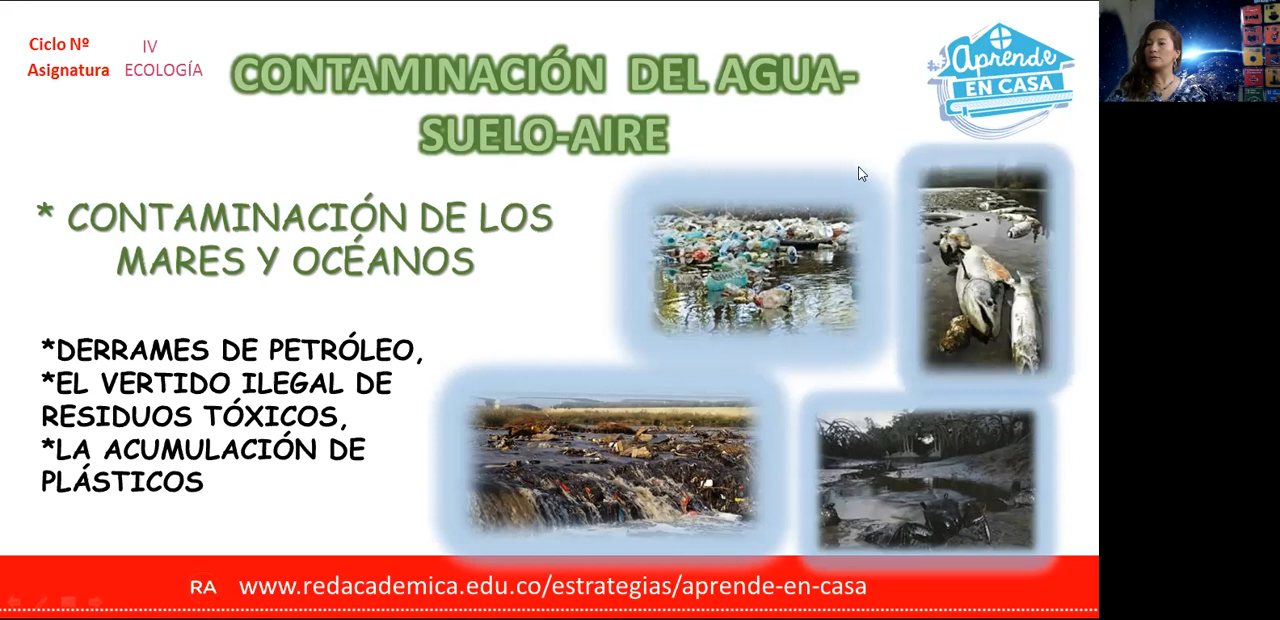 Ciclo Nº IV
Asignatura ECOLOGÍA
CONTAMINACIÓN DEL AGUA-
SUELO-AIRE
Aprende
EN CASA
* CONTAMINACIÓN DE LOS
MARES Y OCÉANOS
*DERRAMES DE PETRÓLEO,
*EL VERTIDO ILEGAL DE
RESIDUOS TÓXICOS,
*LA ACUMULACIÓN DE
PLÁSTICOS
RA www.redacademica.edu.co/estrategias/aprende-en-casa